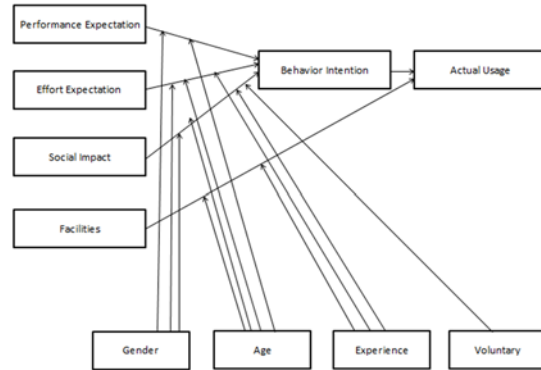 Performance Expectation
Effort Expectation
Behavior Intention
Actual Usage
Social Impact
Facilities
Gender
Age
Experience
Voluntary